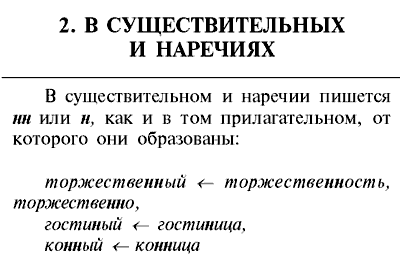 2. В СУЩЕСТВИТЕЛЬНЫХ
И НАРЕЧИЯХ
В существительном и наречии пишется
нн или н, как и в том прилагательном, от
которого они образованы:
торжественный ← торжественность,
торжественно,
гостиный ← гостиница,
конный ← конница